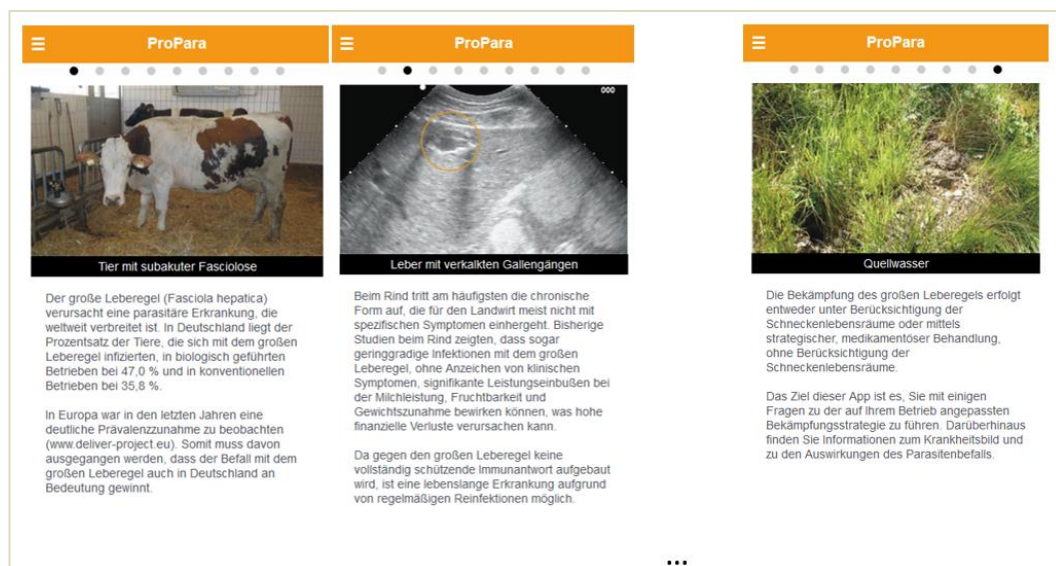 ProPara
Tier mit subakuter Fasciolose
Der große Leberegel (Fasciola hepatica)
verursacht eine parasitäre Erkrankung, die
weltweit verbreitet ist. In Deutschland liegt der
Prozentsatz der Tiere, die sich mit dem großen
Leberegel infizierten, in biologisch geführten
Betrieben bei 47,0 % und in konventionellen
Betrieben bei 35,8 %.
In Europa war in den letzten Jahren eine
deutliche Prävalenzzunahme zu beobachten
(www.deliver-project.eu). Somit muss davon
ausgegangen werden, dass der Befall mit dem
großen Leberegel auch in Deutschland an
Bedeutung gewinnt.
ProPara
Leber mit verkalkten Gallengängen
Beim Rind tritt am häufigsten die chronische
Form auf, die für den Landwirt meist nicht mit
spezifischen Symptomen einhergeht. Bisherige
Studien beim Rind zeigten, dass sogar
geringgradige Infektionen mit dem großen
Leberegel, ohne Anzeichen von klinischen
Symptomen, signifikante Leistungseinbußen bei
der Milchleistung, Fruchtbarkeit und
Gewichtszunahme bewirken können, was hohe
finanzielle Verluste verursachen kann.
Da gegen den großen Leberegel keine
vollständig schützende Immunantwort aufgebaut
wird, ist eine lebenslange Erkrankung aufgrund
von regelmäßigen Reinfektionen möglich.
...
ProPara
Quellwasser
Die Bekämpfung des großen Leberegels erfolgt
entweder unter Berücksichtigung der
Schneckenlebensräume oder mittels
strategischer, medikamentöser Behandlung,
ohne Berücksichtigung der
Schneckenlebensräume.
Das Ziel dieser App ist es, Sie mit einigen
Fragen zu der auf Ihrem Betrieb angepassten
Bekämpfungsstrategie zu führen. Darüberhinaus
finden Sie Informationen zum Krankheitsbild und
zu den Auswirkungen des Parasitenbefalls.